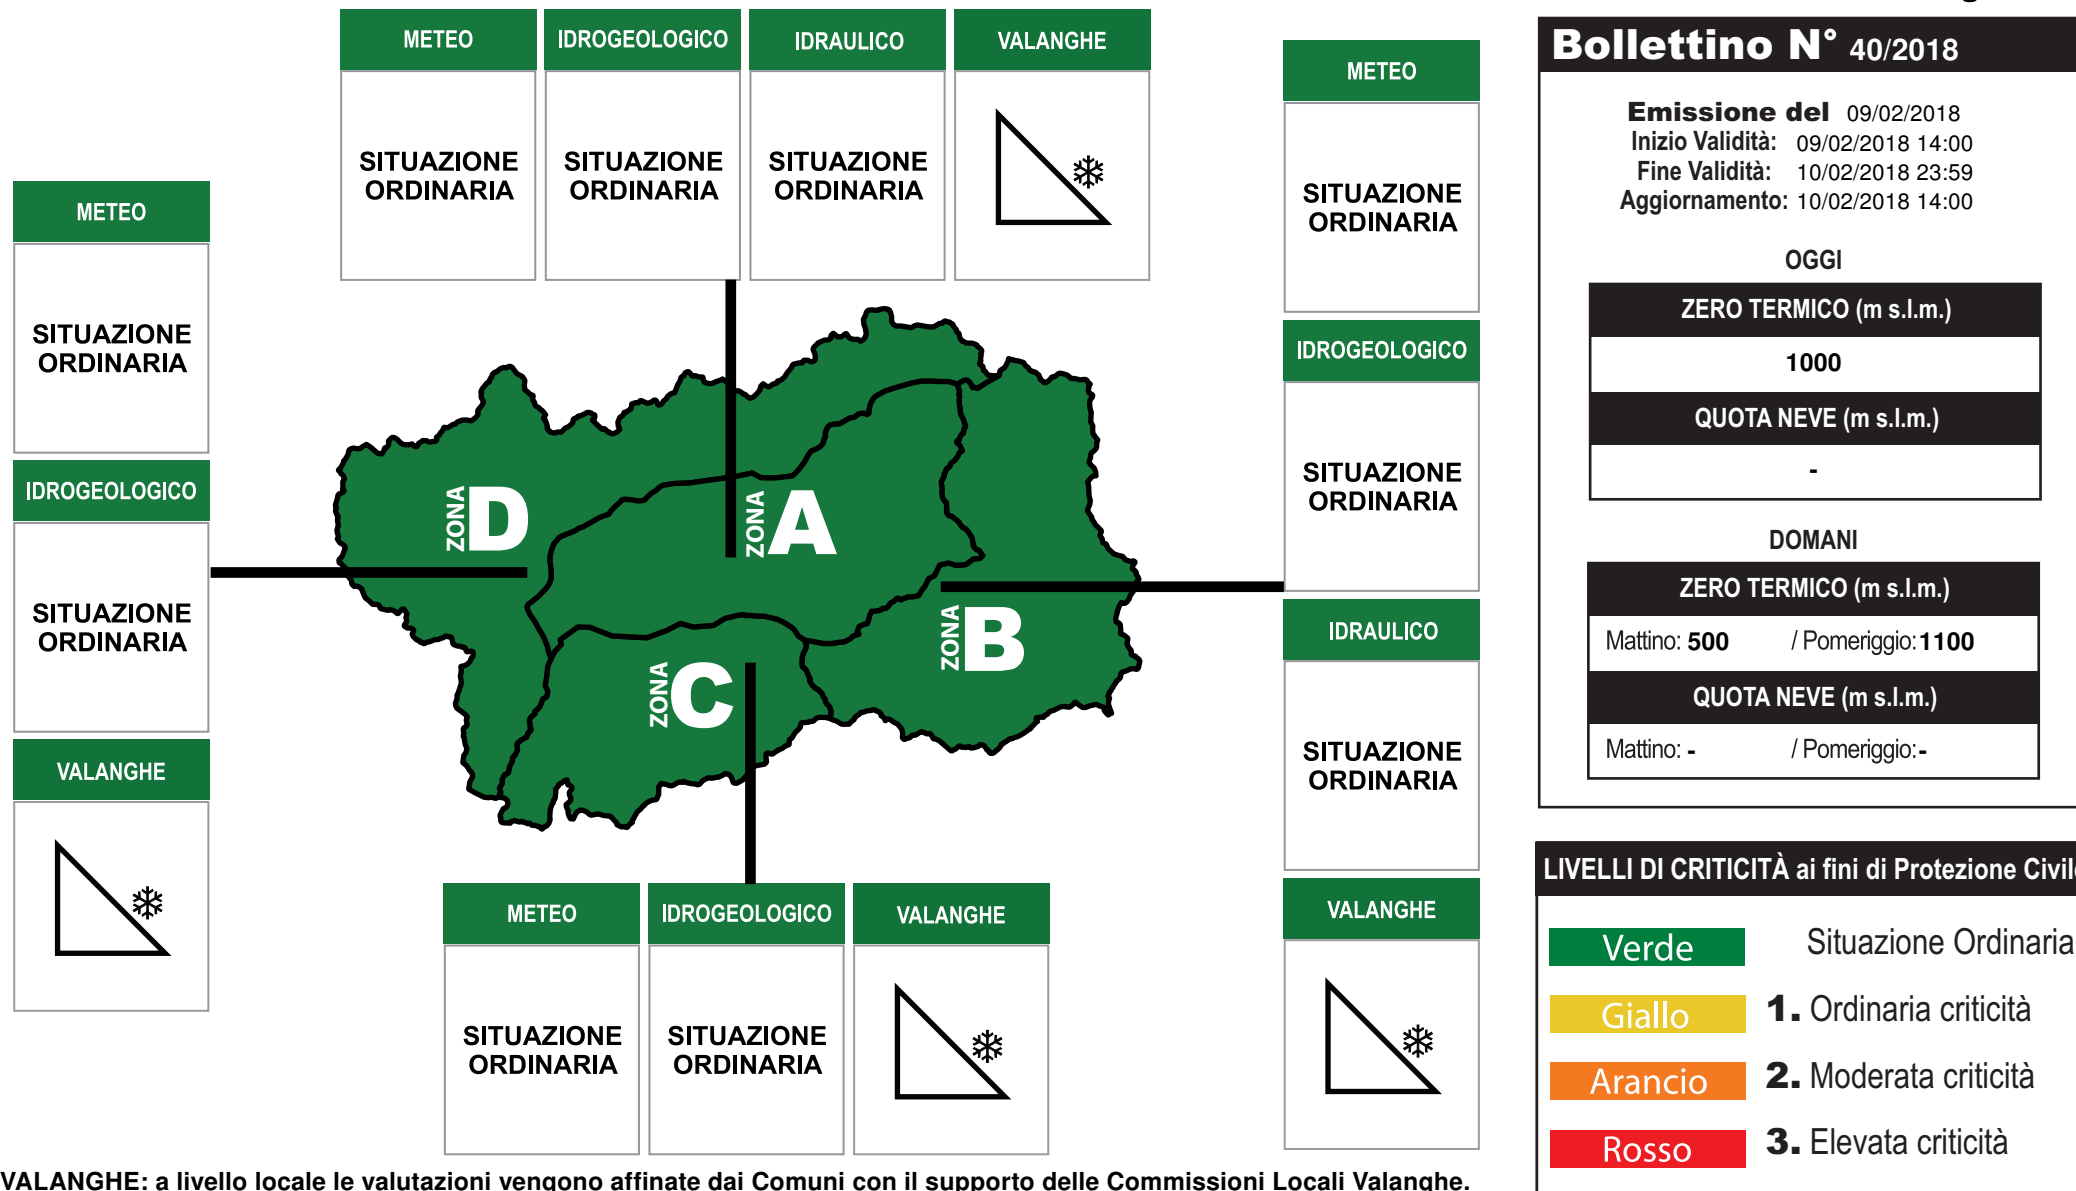 METEO
IDROGEOLOGICO
IDRAULICO
VALANGHE
SITUAZIONE
ORDINARIA
SITUAZIONE
ORDINARIA
SITUAZIONE
ORDINARIA
METEO
SITUAZIONE
ORDINARIA
IDROGEOLOGICO
SITUAZIONE
ORDINARIA
VALANGHE
ZONA D
ZONA A
ZONA B
ZONA C
METEO
SITUAZIONE
ORDINARIA
IDROGEOLOGICO
SITUAZIONE
ORDINARIA
IDRAULICO
SITUAZIONE
ORDINARIA
VALANGHE
METEO
IDROGEOLOGICO
VALANGHE
SITUAZIONE
ORDINARIA
SITUAZIONE
ORDINARIA
VALANGHE: a livello locale le valutazioni vengono affinate dai Comuni con il supporto delle Commissioni Locali Valanghe.
Bollettino N° 40/2018
Emissione del 09/02/2018
Inizio Validità: 09/02/2018 14:00
Fine Validità: 10/02/2018 23:59
Aggiornamento: 10/02/2018 14:00
OGGI
ZERO TERMICO (m s.l.m.)
1000
QUOTA NEVE (m s.l.m.)
-
DOMANI
ZERO TERMICO (m s.l.m.)
Mattino: 500 / Pomeriggio: 1100
QUOTA NEVE (m s.l.m.)
Mattino: - / Pomeriggio: -
LIVELLI DI CRITICITÀ ai fini di Protezione Civile
Verde Situazione Ordinaria
Giallo 1. Ordinaria criticità
Arancio 2. Moderata criticità
Rosso 3. Elevata criticità